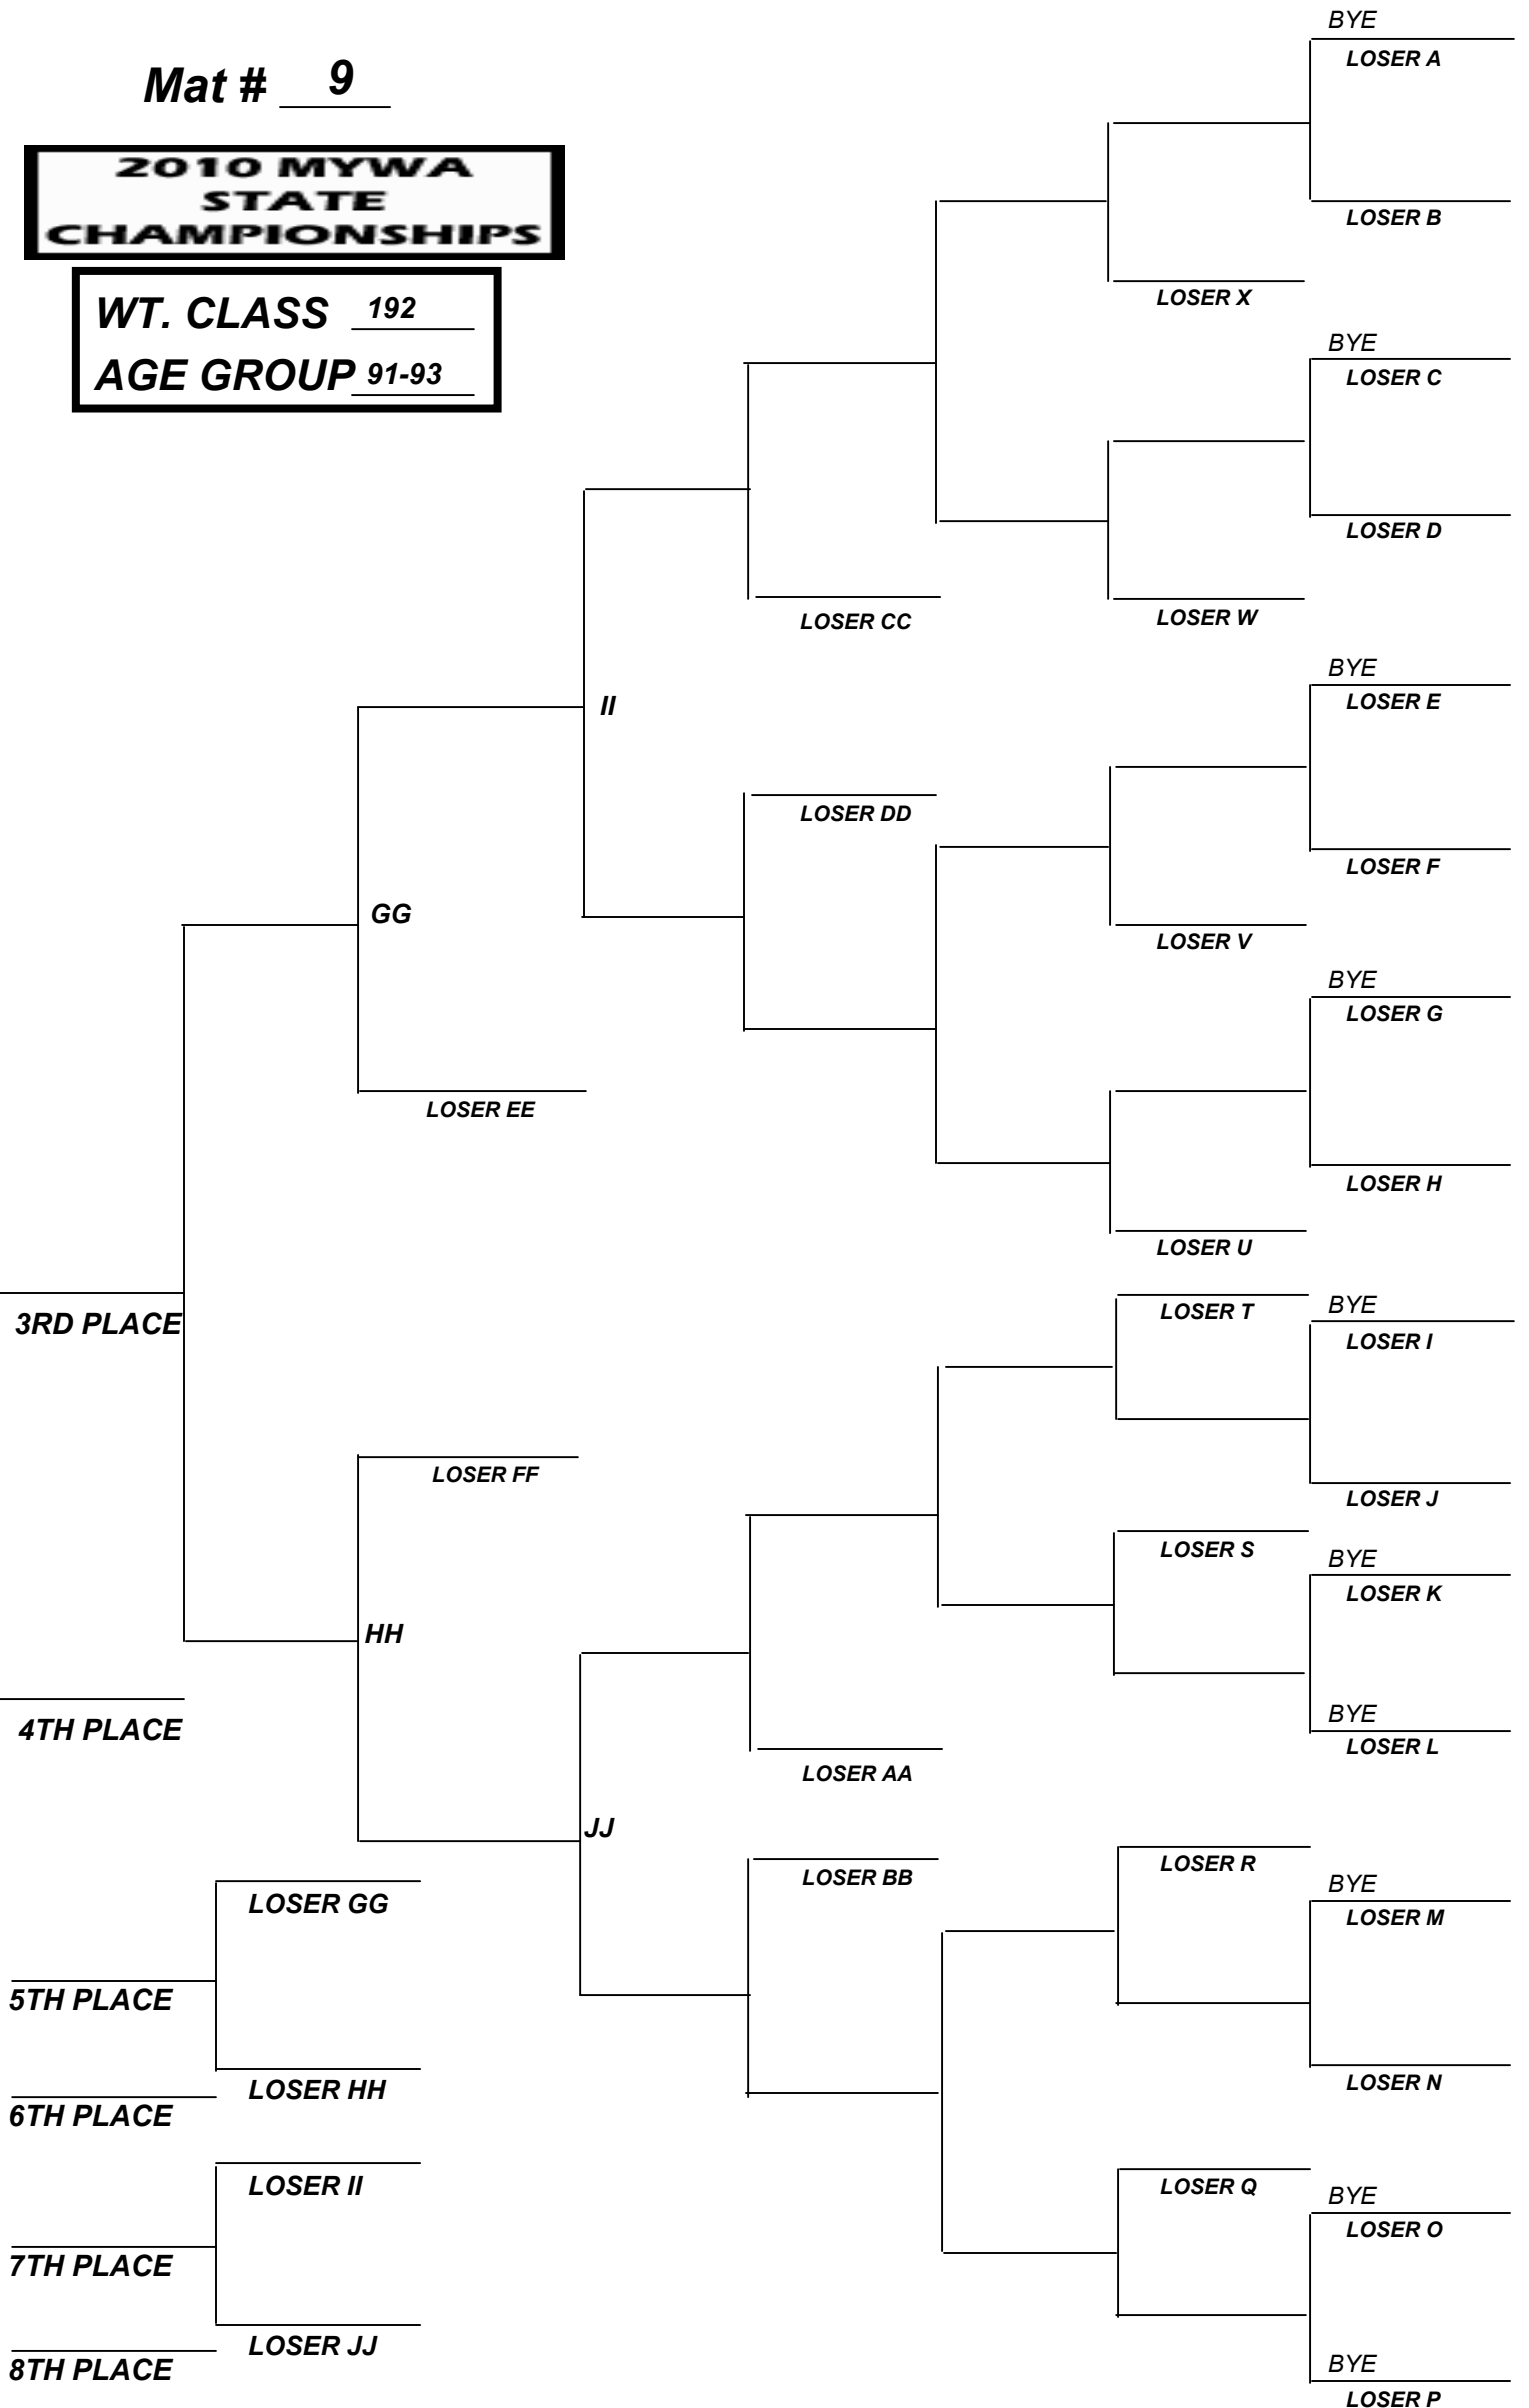 Mat # 9
2010 MYWA
STATE
CHAMPIONSHIPS
WT. CLASS 192
AGE GROUP 91-93
BYE
LOSER A
LOSER B
LOSER X
BYE
LOSER C
LOSER D
LOSER CC
LOSER W
BYE
LOSER E
II
LOSER DD
LOSER F
GG
LOSER V
BYE
LOSER G
LOSER EE
LOSER H
LOSER U
3RD PLACE
LOSER T
BYE
LOSER I
LOSER FF
LOSER J
LOSER S
BYE
LOSER K
HH
4TH PLACE
BYE
LOSER L
LOSER AA
JJ
LOSER BB
LOSER R
BYE
LOSER M
LOSER GG
5TH PLACE
LOSER HH
LOSER N
6TH PLACE
LOSER II
LOSER Q
BYE
LOSER O
7TH PLACE
LOSER JJ
8TH PLACE
BYE
LOSER P